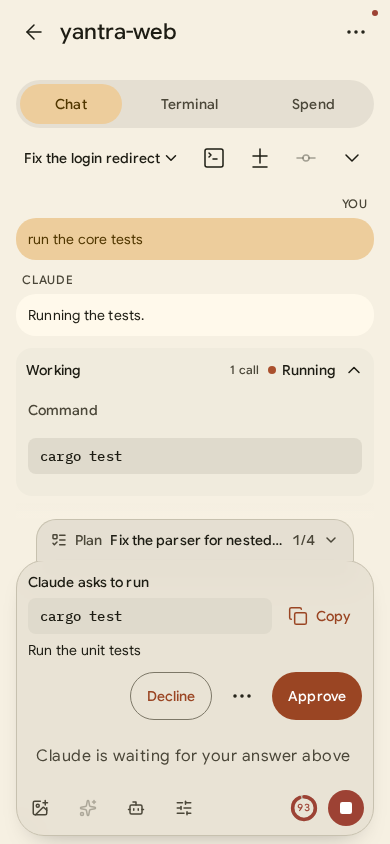 yantra-web
Chat
Terminal
Spend
Fix the login redirect
YOU
run the core tests
CLAUDE
Running the tests.
Working
1 call
Running
Command
cargo test
Plan Fix the parser for nested… 1/4
Claude asks to run
cargo test
Copy
Run the unit tests
Decline
Approve
Claude is waiting for your answer above
93